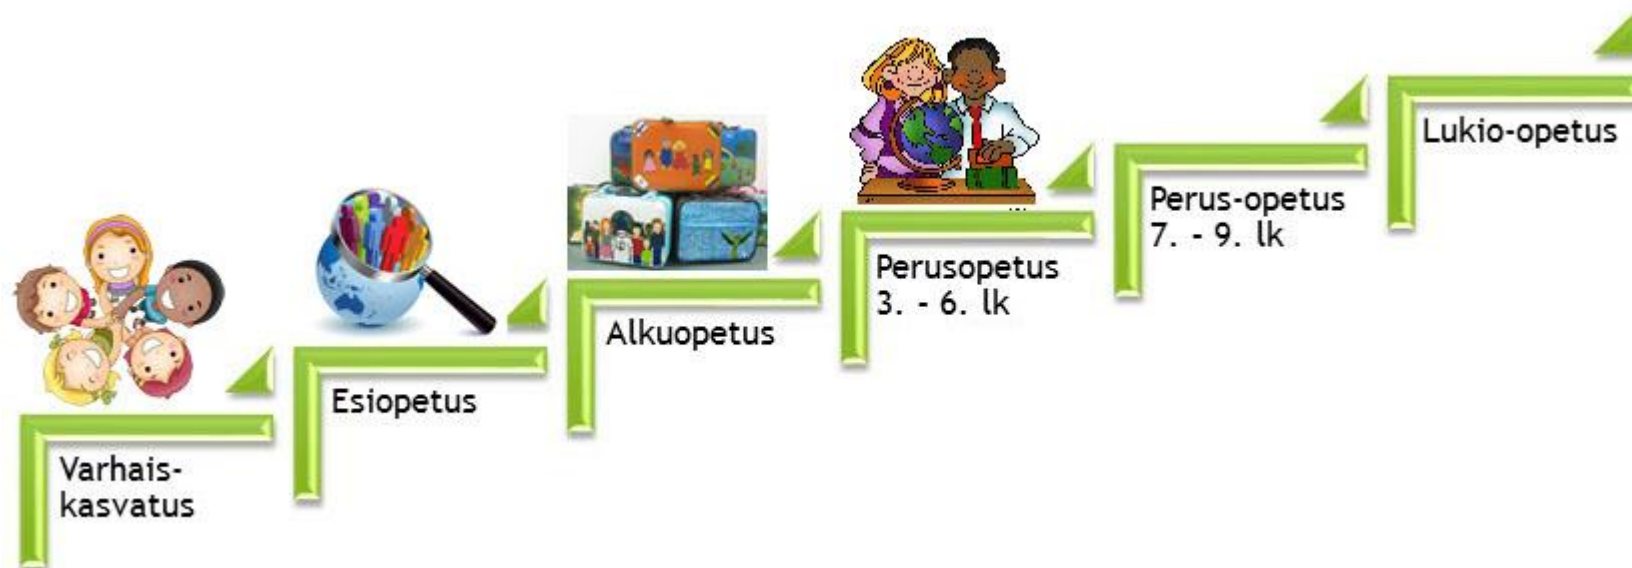 Varhais-
kasvatus
Esiopetus
Alkuopetus
Perusopetus
3. - 6. lk
Perus-opetus
7. - 9. lk
Lukio-opetus